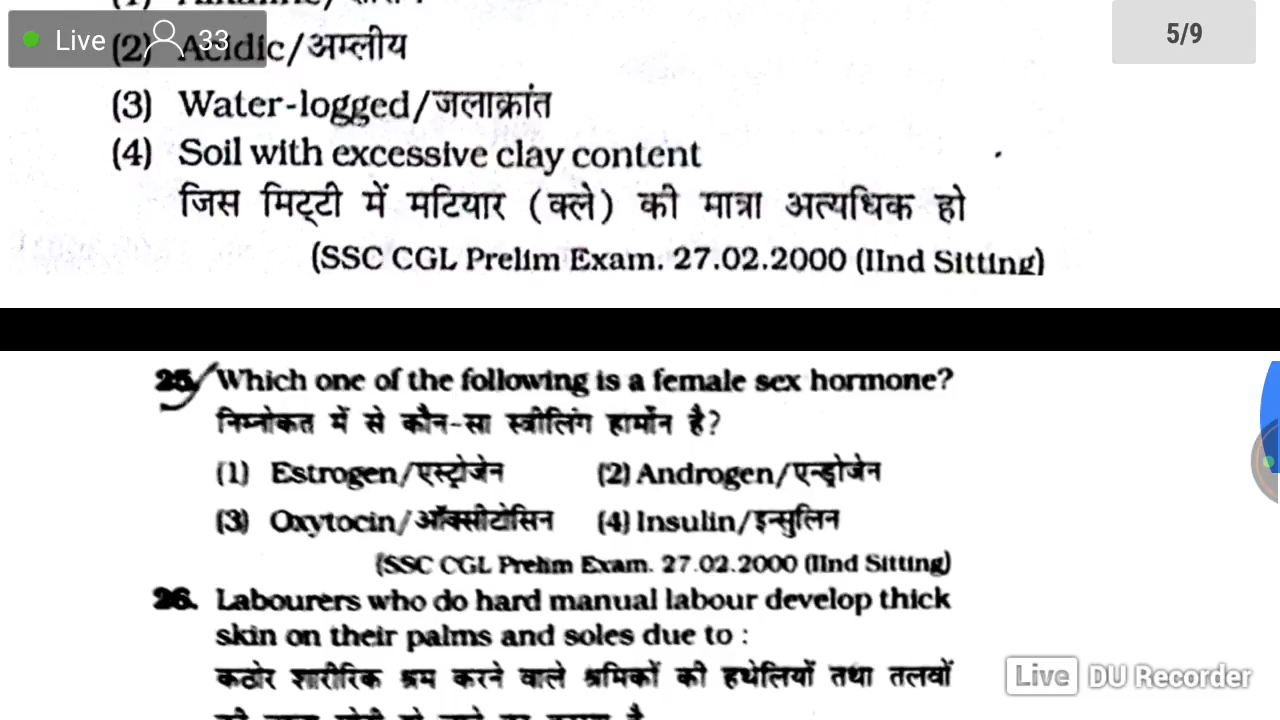 Live 33
5/9
(2) Acidic/अम्लीय
(3) Water-logged/जलाक्रांत
(4) Soil with excessive clay content
जिस मिट्टी में मटियार (क्ले) की मात्रा अत्यधिक हो
(SSC CGL Prelim Exam. 27.02.2000 (IInd Sitting)
25. Which one of the following is a female sex hormone?
निम्नोक्त में से कौन-सा स्त्रीलिंग हार्मोन है?
(1) Estrogen/एस्ट्रोजेन (2) Androgen/एन्ड्रोजेन
(3) Oxytocin/ऑक्सीटोसिन (4) Insulin/इन्सुलिन
(SSC CGL Prelim Exam. 27.02.2000 (IInd Sitting)
26. Labourers who do hard manual labour develop thick
skin on their palms and soles due to :
कठोर शारीरिक श्रम करने वाले श्रमिकों की हथेलियों तथा तलवों
Live DU Recorder